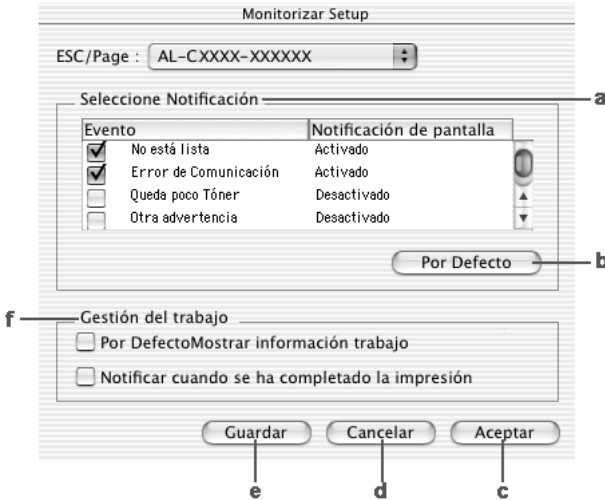 Monitorizar Setup
ESC/Page : AL-CXXXX-XXXXXX
Seleccione Notificación a
Evento Notificación de pantalla
No está lista Activado
Error de Comunicación Activado
Queda poco Tóner Desactivado
Otra advertencia Desactivado
Por Defecto b
f Gestión del trabajo
Por DefectoMostrar información trabajo
Notificar cuando se ha completado la impresión
Guardar Cancelar Aceptar
e d c